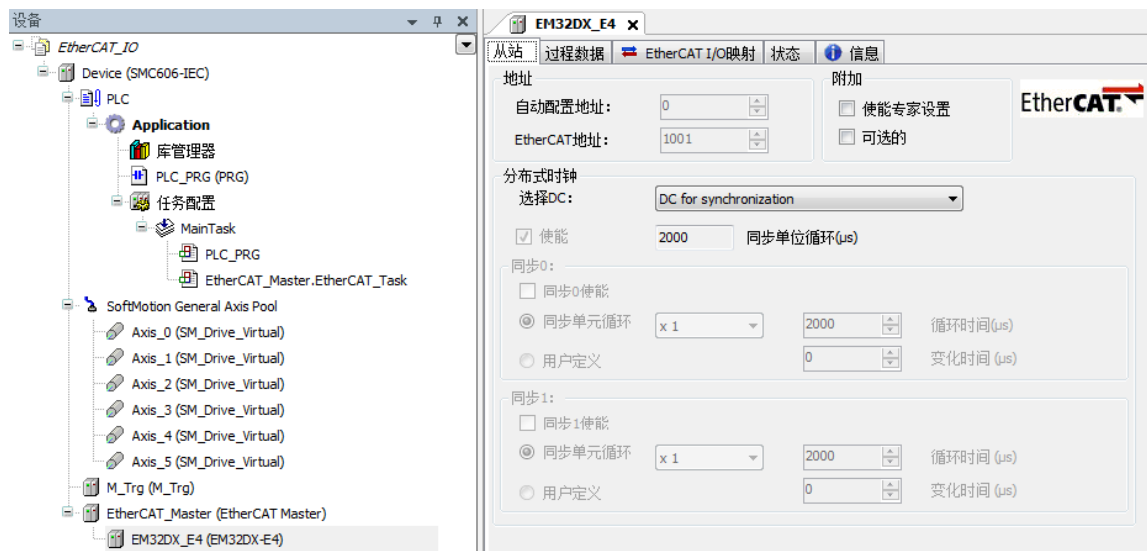 设备
EtherCAT_IO
Device (SMC606-IEC)
PLC
Application
库管理器
PLC_PRG (PRG)
任务配置
MainTask
PLC_PRG
EtherCAT_Master.EtherCAT_Task
SoftMotion General Axis Pool
Axis_0 (SM_Drive_Virtual)
Axis_1 (SM_Drive_Virtual)
Axis_2 (SM_Drive_Virtual)
Axis_3 (SM_Drive_Virtual)
Axis_4 (SM_Drive_Virtual)
Axis_5 (SM_Drive_Virtual)
M_Trg (M_Trg)
EtherCAT_Master (EtherCAT Master)
EM32DX_E4 (EM32DX-E4)
EM32DX_E4
从站 过程数据 EtherCAT I/O映射 状态 信息
地址
自动配置地址: 0
EtherCAT地址: 1001
附加
使能专家设置
可选的
EtherCAT
分布式时钟
选择DC: DC for synchronization
使能 2000 同步单位循环(μs)
同步0:
同步0使能
同步单元循环 x 1 2000 循环时间(μs)
用户定义 0 变化时间 (μs)
同步1:
同步1使能
同步单元循环 x 1 2000 循环时间 (μs)
用户定义 0 变化时间 (μs)